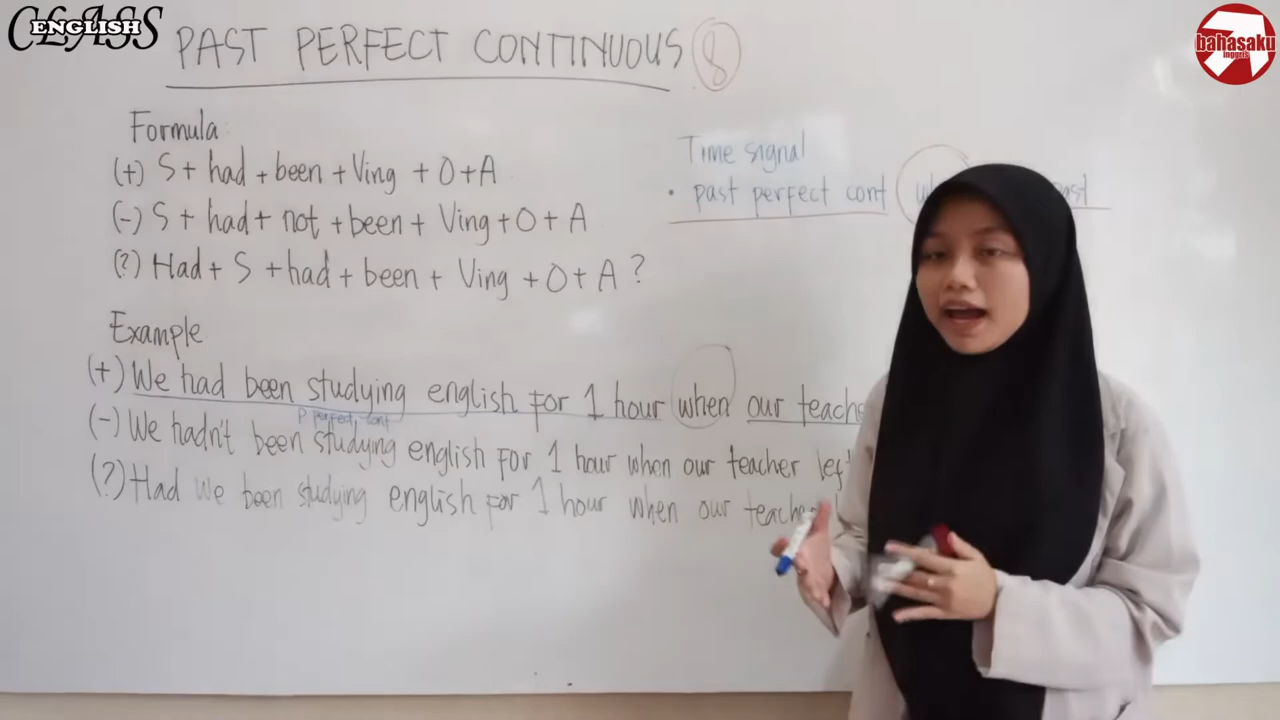 CLASS
ENGLISH
PAST PERFECT CONTINUOUS 8
bahasaku
inggris
Formula:
(+) S + had + been + Ving + O + A
(-) S + had + not + been + Ving + O + A
(?) Had + S + had + been + Ving + O + A ?
Time signal
• past perfect cont past
Example
(+) We had been studying english for 1 hour when our
P perfect cont
(-) We hadn't been studying english for 1 hour when our teacher
(?) Had we been studying english for 1 hour when our